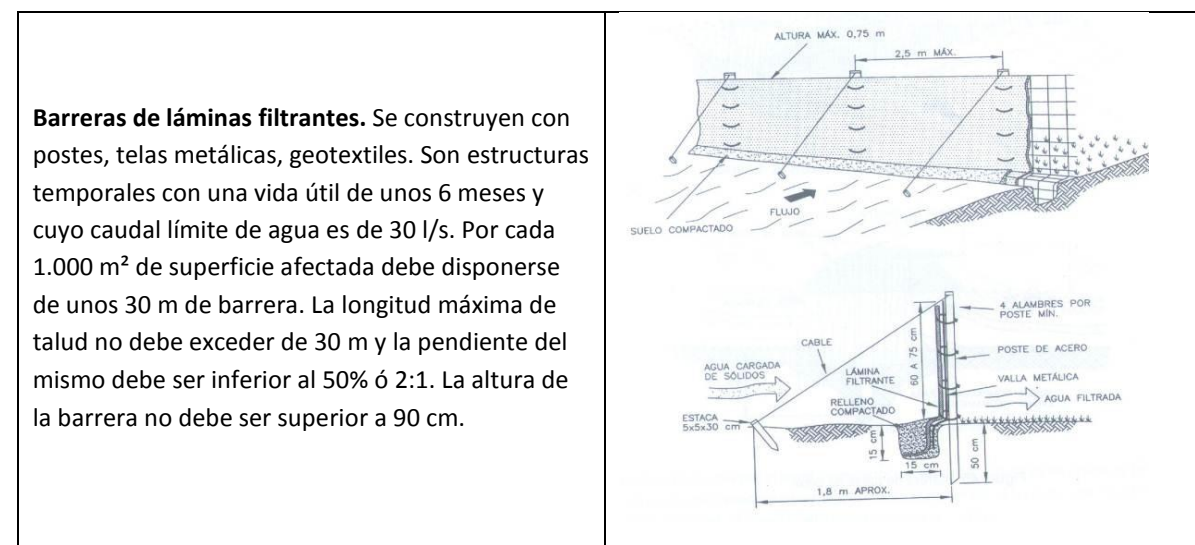 Barreras de láminas filtrantes. Se construyen con
postes, telas metálicas, geotextiles. Son estructuras
temporales con una vida útil de unos 6 meses y
cuyo caudal límite de agua es de 30 l/s. Por cada
1.000 m² de superficie afectada debe disponerse
de unos 30 m de barrera. La longitud máxima de
talud no debe exceder de 30 m y la pendiente del
mismo debe ser inferior al 50% ó 2:1. La altura de
la barrera no debe ser superior a 90 cm.
ALTURA MÁX. 0,75 m
2,5 m MÁX.
FLUJO
SUELO COMPACTADO
4 ALAMBRES POR
POSTE MÍN.
CABLE
POSTE DE ACERO
60 A 75 cm
AGUA CARGADA
DE SÓLIDOS
LÁMINA
FILTRANTE
VALLA METÁLICA
AGUA FILTRADA
RELLENO
COMPACTADO
ESTACA
5x5x30 cm
15 cm
15 cm
50 cm
1,8 m APROX.